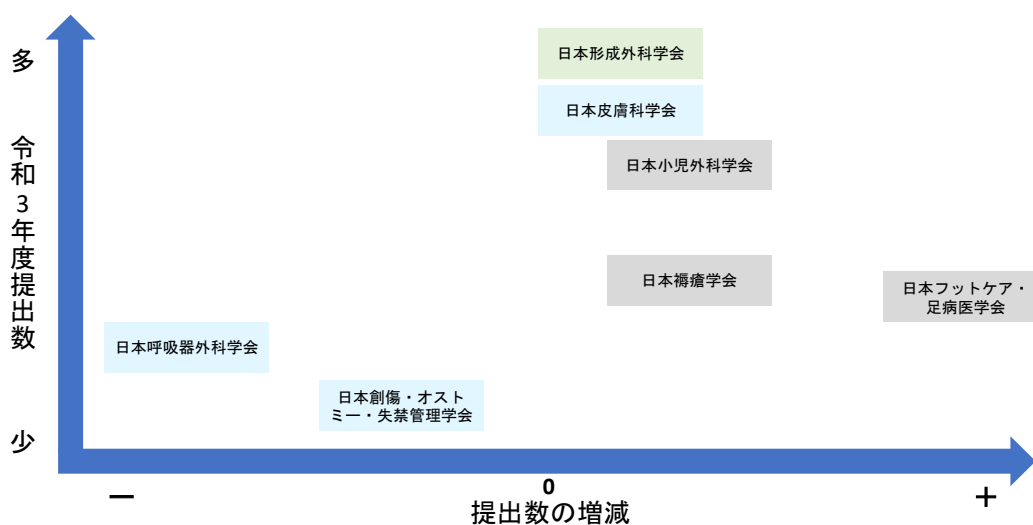 多
令和3年度提出数
少
日本形成外科学会
日本皮膚科学会
日本小児外科学会
日本褥瘡学会
日本フットケア・
足病医学会
日本呼吸器外科学会
日本創傷・オスト
ミー・失禁管理学会
－
0
＋
提出数の増減